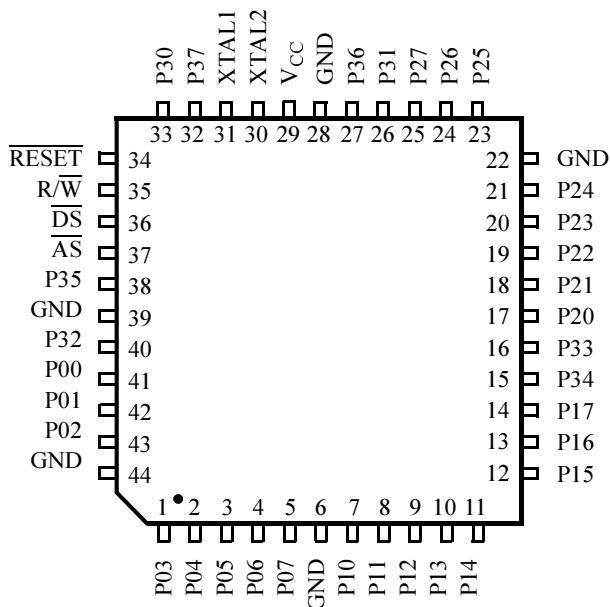 P30 P37 XTAL1 XTAL2 VCC GND P36 P31 P27 P26 P25
33 32 31 30 29 28 27 26 25 24 23
R̅E̅S̅E̅T̅ 34 22 GND
R/W̅ 35 21 P24
D̅S̅ 36 20 P23
A̅S̅ 37 19 P22
P35 38 18 P21
GND 39 17 P20
P32 40 16 P33
P00 41 15 P34
P01 42 14 P17
P02 43 13 P16
GND 44 12 P15
1 2 3 4 5 6 7 8 9 10 11
P03 P04 P05 P06 P07 GND P10 P11 P12 P13 P14